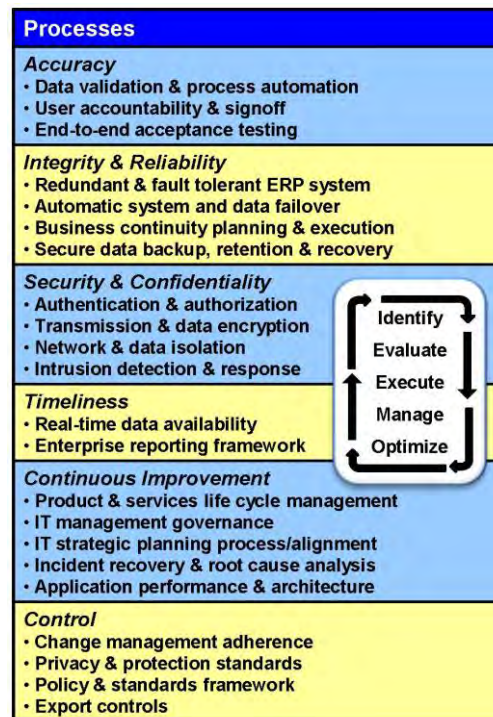 Processes
Accuracy
• Data validation & process automation
• User accountability & signoff
• End-to-end acceptance testing
Integrity & Reliability
• Redundant & fault tolerant ERP system
• Automatic system and data failover
• Business continuity planning & execution
• Secure data backup, retention & recovery
Security & Confidentiality
• Authentication & authorization
• Transmission & data encryption
• Network & data isolation
• Intrusion detection & response
Timeliness
• Real-time data availability
• Enterprise reporting framework
Identify
Evaluate
Execute
Manage
Optimize
Continuous Improvement
• Product & services life cycle management
• IT management governance
• IT strategic planning process/alignment
• Incident recovery & root cause analysis
• Application performance & architecture
Control
• Change management adherence
• Privacy & protection standards
• Policy & standards framework
• Export controls